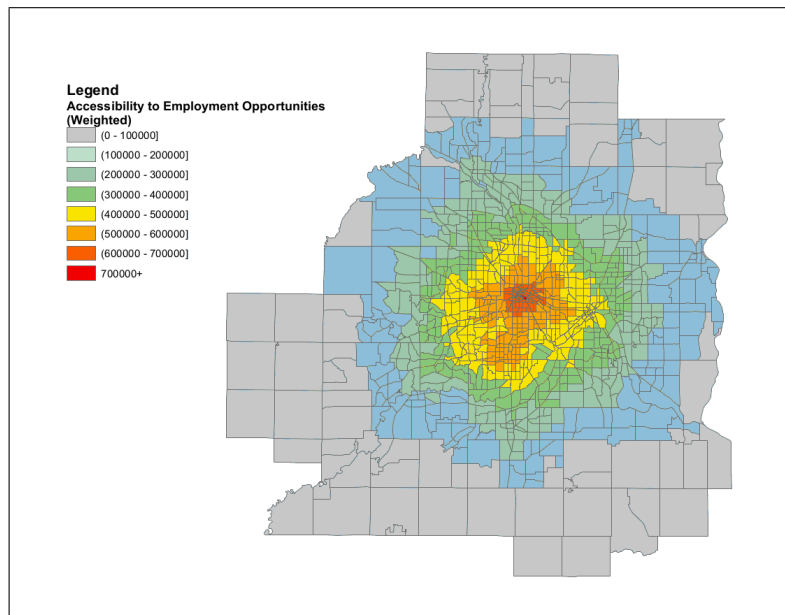 Legend
Accessibility to Employment Opportunities
(Weighted)
(0 - 100000]
(100000 - 200000]
(200000 - 300000]
(300000 - 400000]
(400000 - 500000]
(500000 - 600000]
(600000 - 700000]
700000+